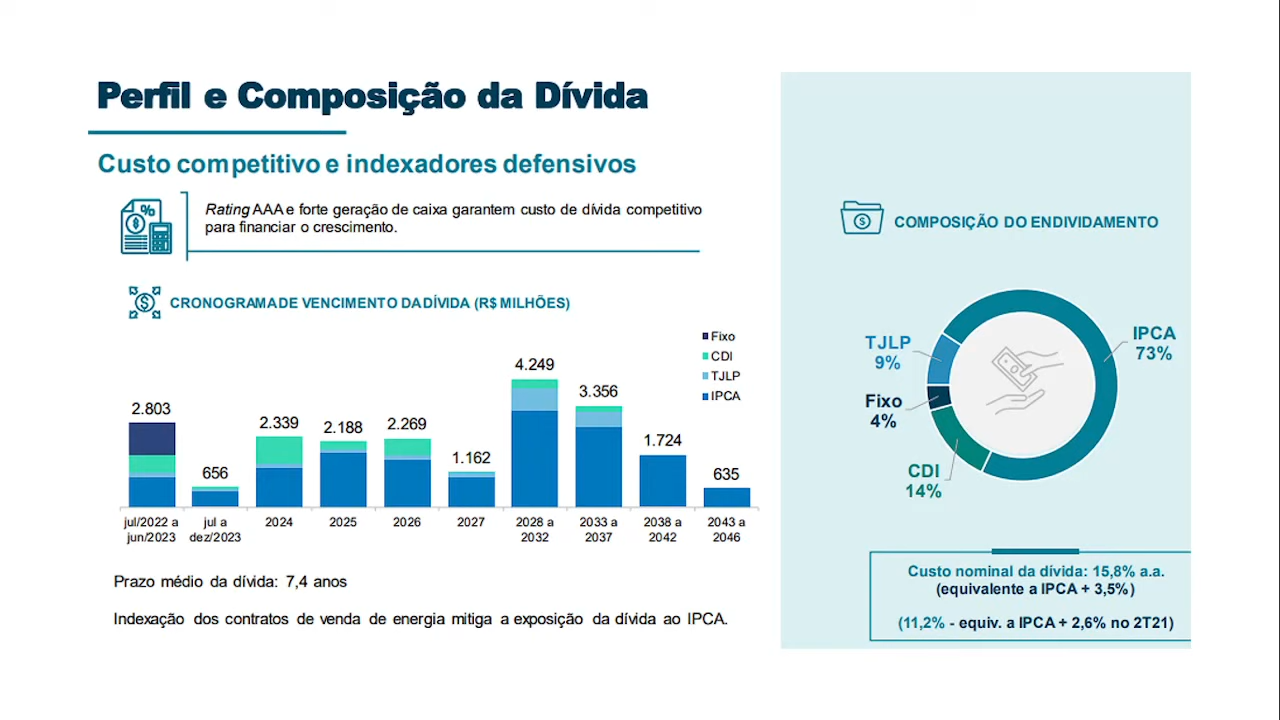 Perfil e Composição da Dívida
Custo competitivo e indexadores defensivos
Rating AAA e forte geração de caixa garantem custo de dívida competitivo
para financiar o crescimento.
CRONOGRAMA DE VENCIMENTO DA DÍVIDA (R$ MILHÕES)
Fixo
CDI
TJLP
IPCA
2.803
656
2.339
2.188
2.269
1.162
4.249
3.356
1.724
635
jul/2022 a
jun/2023
jul a
dez/2023
2024
2025
2026
2027
2028 a
2032
2033 a
2037
2038 a
2042
2043 a
2046
Prazo médio da dívida: 7,4 anos
Indexação dos contratos de venda de energia mitiga a exposição da dívida ao IPCA.
COMPOSIÇÃO DO ENDIVIDAMENTO
IPCA
73%
TJLP
9%
Fixo
4%
CDI
14%
Custo nominal da dívida: 15,8% a.a.
(equivalente a IPCA + 3,5%)
(11,2% - equiv. a IPCA + 2,6% no 2T21)